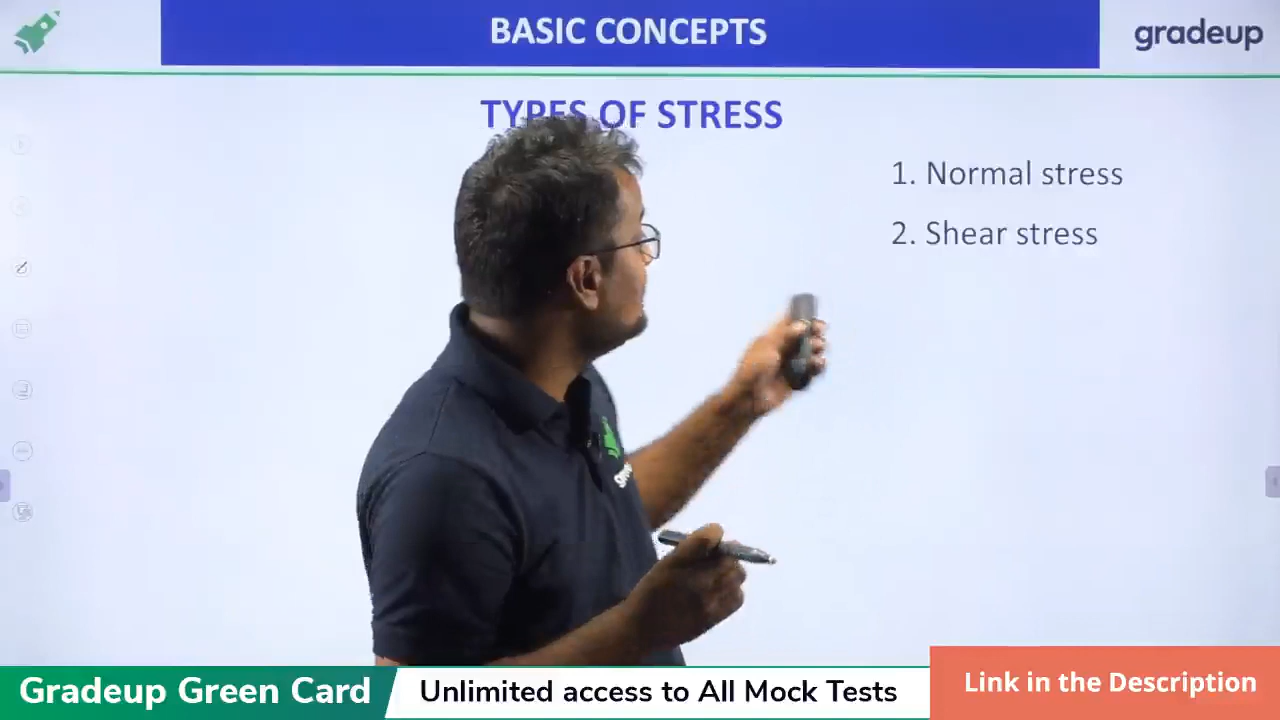 BASIC CONCEPTS
gradeup
TYPES OF STRESS
1. Normal stress
2. Shear stress
Gradeup Green Card
Unlimited access to All Mock Tests
Link in the Description